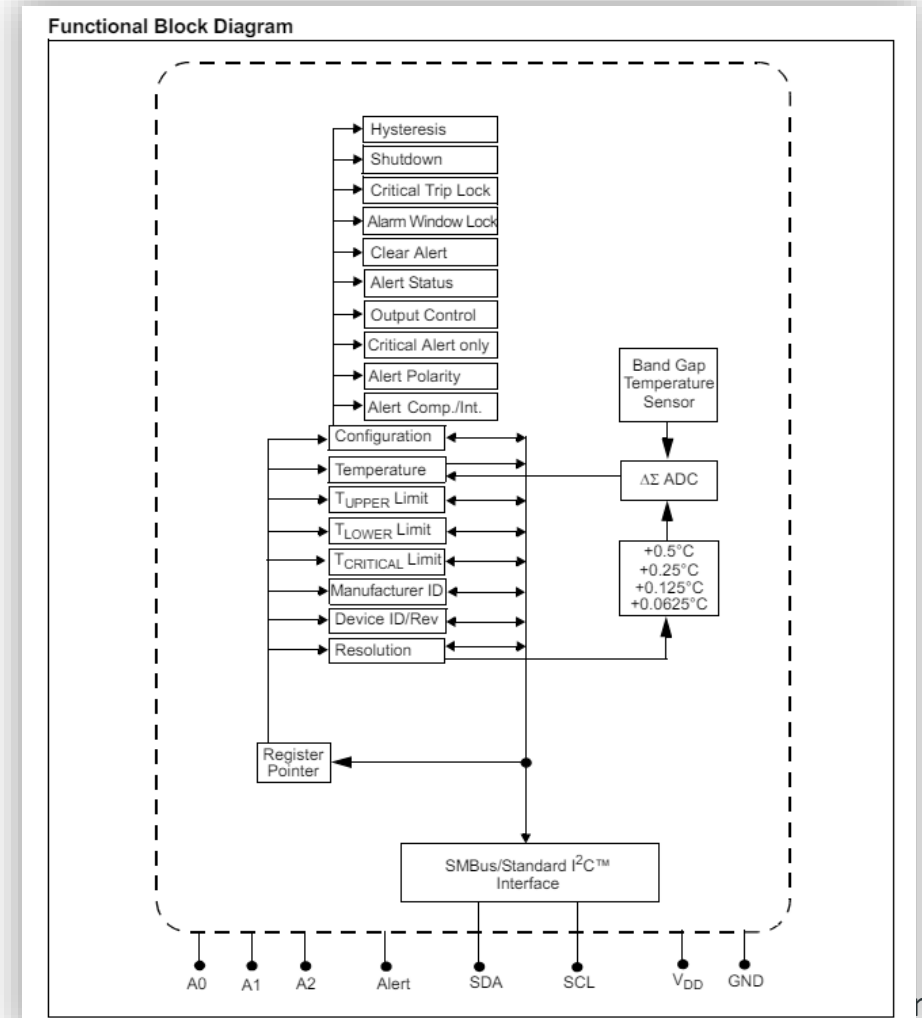 Functional Block Diagram
Hysteresis
Shutdown
Critical Trip Lock
Alarm Window Lock
Clear Alert
Alert Status
Output Control
Critical Alert only
Alert Polarity
Alert Comp./Int.
Configuration
Temperature
TUPPER Limit
TLOWER Limit
TCRITICAL Limit
Manufacturer ID
Device ID/Rev
Resolution
Band Gap
Temperature
Sensor
ΔΣ ADC
+0.5°C
+0.25°C
+0.125°C
+0.0625°C
Register
Pointer
SMBus/Standard I²C™
Interface
A0 A1 A2 Alert SDA SCL VDD GND